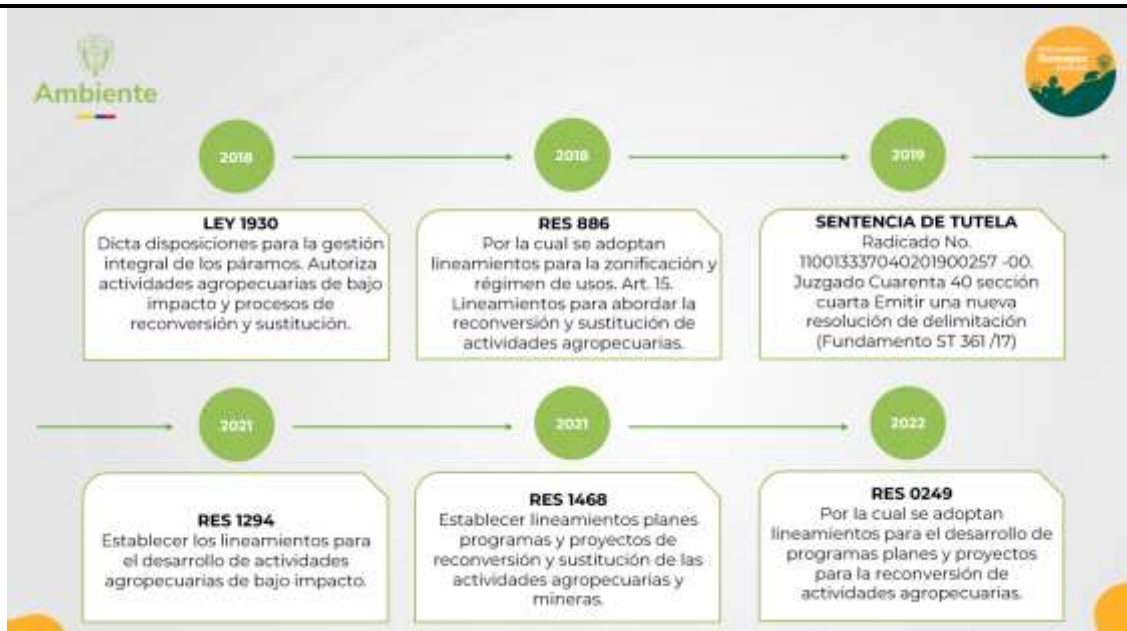 Ambiente
2018
2018
2019
LEY 1930
Dicta disposiciones para la gestión
integral de los páramos. Autoriza
actividades agropecuarias de bajo
impacto y procesos de
reconversión y sustitución.
RES 886
Por la cual se adoptan
lineamientos para la zonificación y
régimen de usos. Art. 15.
Lineamientos para abordar la
reconversión y sustitución de
actividades agropecuarias.
SENTENCIA DE TUTELA
Radicado No.
110013337040201900257 -00.
Juzgado Cuarenta 40 sección
cuarta Emitir una nueva
resolución de delimitación
(Fundamento ST 361 /17)
2021
2021
2022
RES 1294
Establecer los lineamientos para
el desarrollo de actividades
agropecuarias de bajo impacto.
RES 1468
Establecer lineamientos planes
programas y proyectos de
reconversión y sustitución de las
actividades agropecuarias y
mineras.
RES 0249
Por la cual se adoptan
lineamientos para el desarrollo de
programas planes y proyectos
para la reconversión de
actividades agropecuarias.